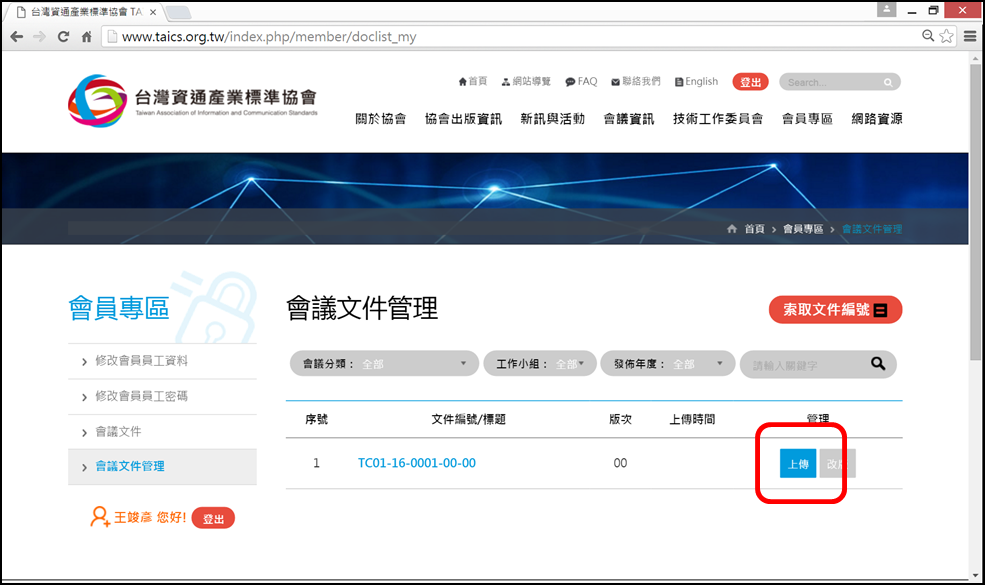 台灣資通產業標準協會 TA
www.taics.org.tw/index.php/member/doclist_my
首頁 網站導覽 FAQ 聯絡我們 English 登出 Search...
台灣資通產業標準協會
Taiwan Association of Information and Communication Standards
關於協會 協會出版資訊 新訊與活動 會議資訊 技術工作委員會 會員專區 網路資源
首頁 > 會員專區 > 會議文件管理
會員專區
會議文件管理
索取文件編號
修改會員員工資料
修改會員員工密碼
會議文件
會議文件管理
王竣彥 您好! 登出
會議分類： 全部 工作小組： 全部 發佈年度： 全部 請輸入關鍵字
序號 文件編號/標題 版次 上傳時間 管理
1 TC01-16-0001-00-00 00 上傳 改